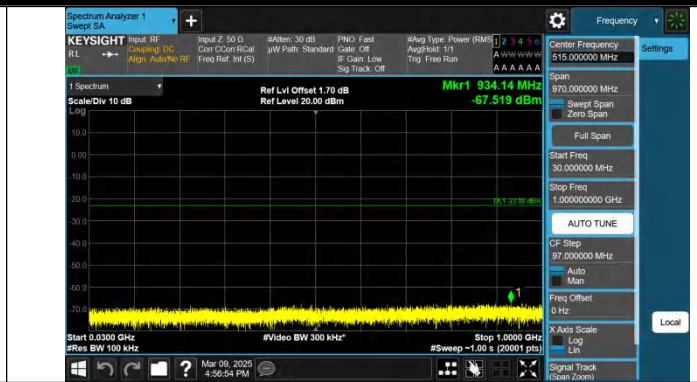 Spectrum Analyzer 1
Swept SA
+
Frequency
KEYSIGHT
RL
Input: RF
Coupling: DC
Align: Auto/No RF
Input Z: 50 Ω
Corr CCorr RCal
Freq Ref: Int (S)
#Atten: 30 dB
µW Path: Standard
PNO: Fast
Gate: Off
IF Gain: Low
Sig Track: Off
#Avg Type: Power (RMS
Avg|Hold: 1/1
Trig: Free Run
1 2 3 4 5 6
A W W W W W
A A A A A A
1 Spectrum
Scale/Div 10 dB
Log
Ref Lvl Offset 1.70 dB
Ref Level 20.00 dBm
Mkr1 934.14 MHz
-67.519 dBm
10.0
0.00
-10.0
-20.0
-30.0
-40.0
-50.0
-60.0
-70.0
DL1 -23.00 dBm
1
Start 0.0300 GHz
#Res BW 100 kHz
#Video BW 300 kHz*
Stop 1.0000 GHz
#Sweep ~1.00 s (20001 pts)
Mar 09, 2025
4:56:54 PM
Center Frequency
515.000000 MHz
Settings
Span
970.000000 MHz
Swept Span
Zero Span
Full Span
Start Freq
30.000000 MHz
Stop Freq
1.000000000 GHz
AUTO TUNE
CF Step
97.000000 MHz
Auto
Man
Freq Offset
0 Hz
X Axis Scale
Log
Lin
Local
Signal Track
(Span Zoom)